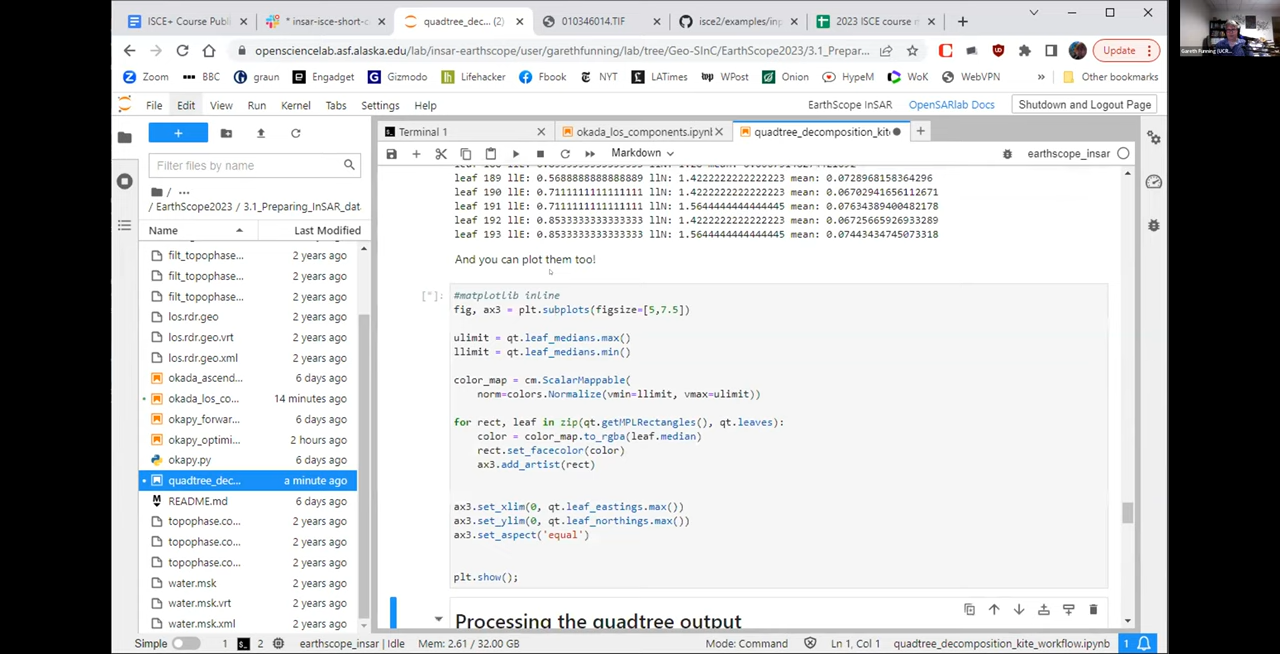 ISCE+ Course Publi
* insar-isce-short-c
quadtree_dec... (2)
010346014.TIF
isce2/examples/inp
2023 ISCE course m
opensciencelab.asf.alaska.edu/lab/insar-earthscope/user/garethfunning/lab/tree/Geo-SInC/EarthScope2023/3.1_Prepar...
Update
Zoom
BBC
graun
Engadget
Gizmodo
Lifehacker
Fbook
NYT
LATimes
WPost
Onion
HypeM
WoK
WebVPN
»
Other bookmarks
File Edit View Run Kernel Tabs Settings Help
EarthScope InSAR
OpenSARlab Docs
Shutdown and Logout Page
Filter files by name
/ ...
/ EarthScope2023 / 3.1_Preparing_InSAR_dat
Name
Last Modified
filt_topophase... 2 years ago
filt_topophase... 2 years ago
filt_topophase... 2 years ago
los.rdr.geo 2 years ago
los.rdr.geo.vrt 2 years ago
los.rdr.geo.xml 2 years ago
okada_ascend... 6 days ago
okada_los_co... 14 minutes ago
okapy_forwar... 6 days ago
okapy_optimi... 2 hours ago
okapy.py 6 days ago
quadtree_dec... a minute ago
README.md 6 days ago
topophase.co... 2 years ago
topophase.co... 2 years ago
topophase.co... 2 years ago
water.msk 2 years ago
water.msk.vrt 2 years ago
water.msk.xml 2 years ago
Terminal 1
okada_los_components.ipynb
quadtree_decomposition_kite
Markdown
earthscope_insar
leaf 189 llE: 0.5688888888888889 llN: 1.4222222222222223 mean: 0.0728968158364296
leaf 190 llE: 0.7111111111111111 llN: 1.4222222222222223 mean: 0.06702941656112671
leaf 191 llE: 0.7111111111111111 llN: 1.5644444444444445 mean: 0.07634389400482178
leaf 192 llE: 0.8533333333333333 llN: 1.4222222222222223 mean: 0.06725665926933289
leaf 193 llE: 0.8533333333333333 llN: 1.5644444444444445 mean: 0.07443434745073318
And you can plot them too!
[*]:
#matplotlib inline
fig, ax3 = plt.subplots(figsize=[5,7.5])
ulimit = qt.leaf_medians.max()
llimit = qt.leaf_medians.min()
color_map = cm.ScalarMappable(
norm=colors.Normalize(vmin=llimit, vmax=ulimit))
for rect, leaf in zip(qt.getMPLRectangles(), qt.leaves):
color = color_map.to_rgba(leaf.median)
rect.set_facecolor(color)
ax3.add_artist(rect)
ax3.set_xlim(0, qt.leaf_eastings.max())
ax3.set_ylim(0, qt.leaf_northings.max())
ax3.set_aspect('equal')
plt.show();
Processing the quadtree output
Simple
1
2
earthscope_insar | Idle
Mem: 2.61 / 32.00 GB
Mode: Command
Ln 1, Col 1
quadtree_decomposition_kite_workflow.ipynb
1
Gareth Funning (UCR...